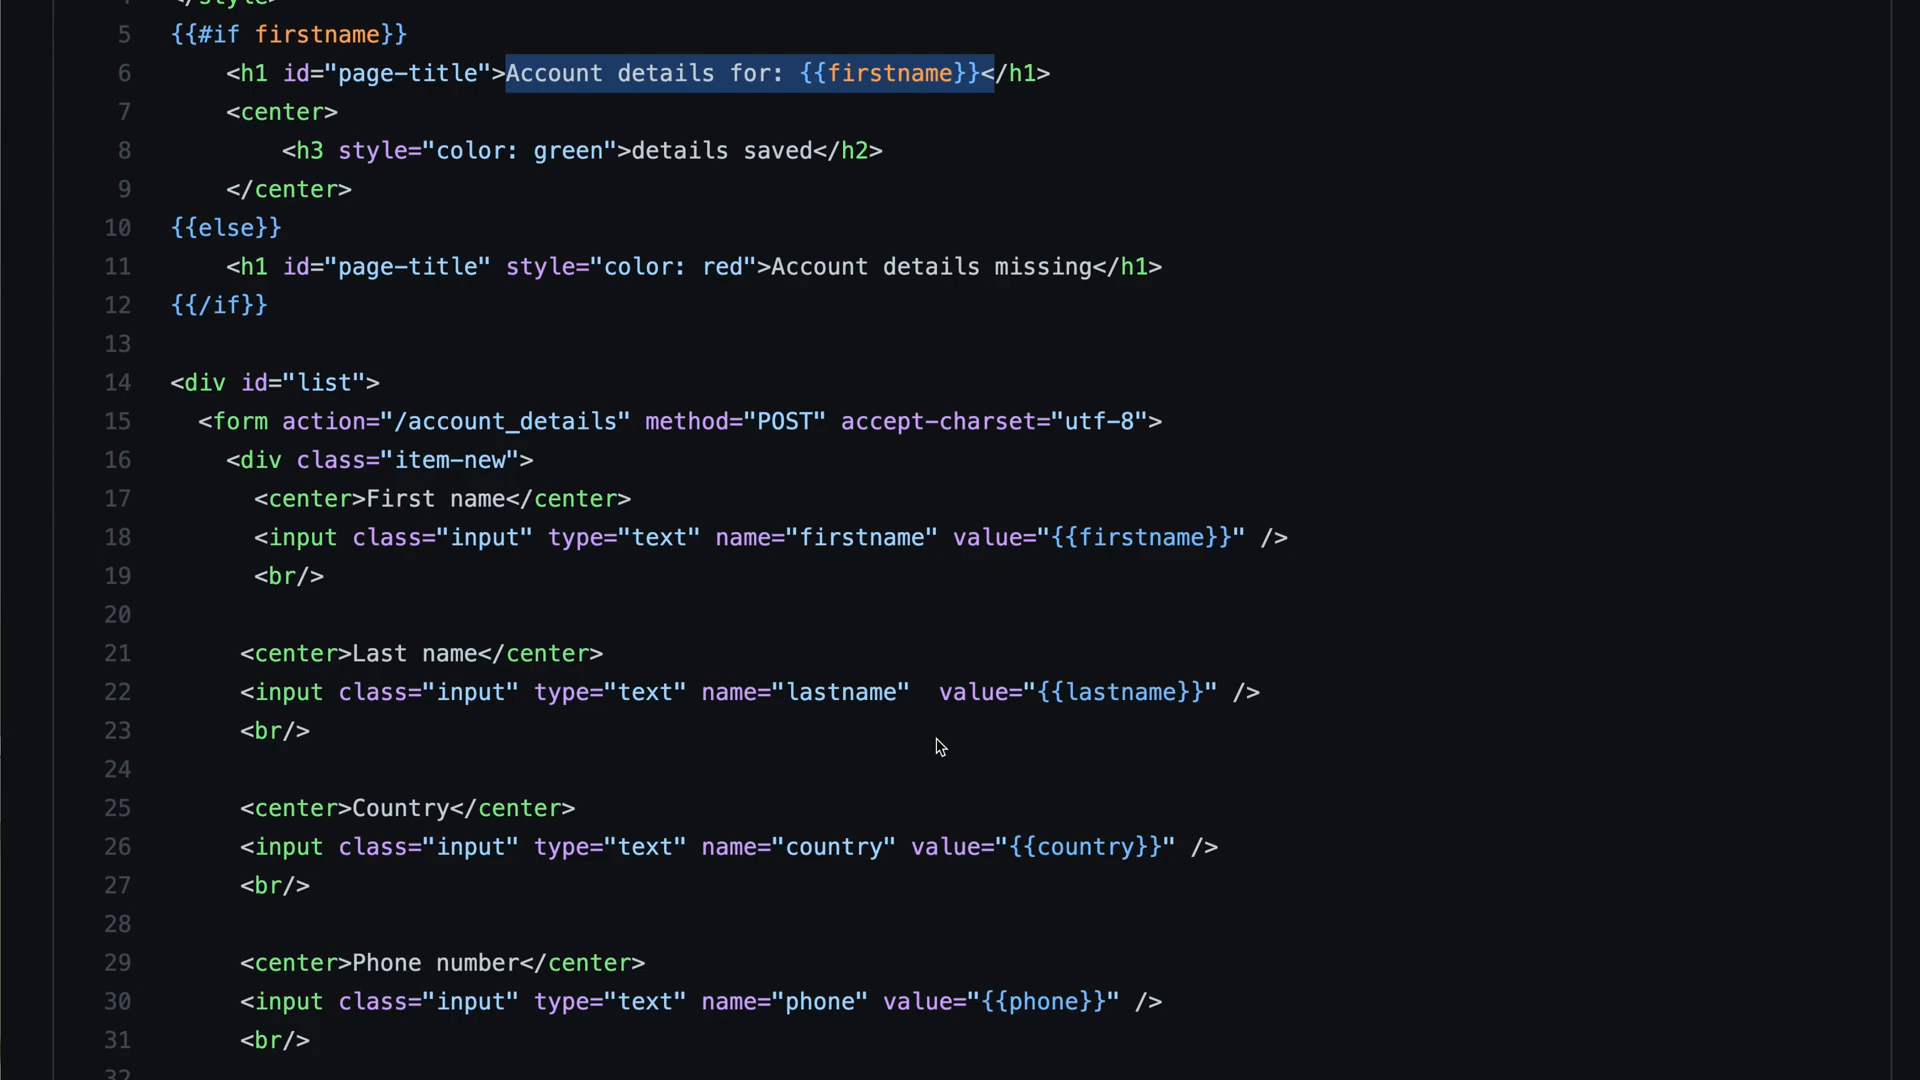 4 </style>
5 {{#if firstname}}
6 <h1 id="page-title">Account details for: {{firstname}}</h1>
7 <center>
8 <h3 style="color: green">details saved</h2>
9 </center>
10 {{else}}
11 <h1 id="page-title" style="color: red">Account details missing</h1>
12 {{/if}}
13
14 <div id="list">
15 <form action="/account_details" method="POST" accept-charset="utf-8">
16 <div class="item-new">
17 <center>First name</center>
18 <input class="input" type="text" name="firstname" value="{{firstname}}" />
19 <br/>
20
21 <center>Last name</center>
22 <input class="input" type="text" name="lastname"  value="{{lastname}}" />
23 <br/>
24
25 <center>Country</center>
26 <input class="input" type="text" name="country" value="{{country}}" />
27 <br/>
28
29 <center>Phone number</center>
30 <input class="input" type="text" name="phone" value="{{phone}}" />
31 <br/>
32